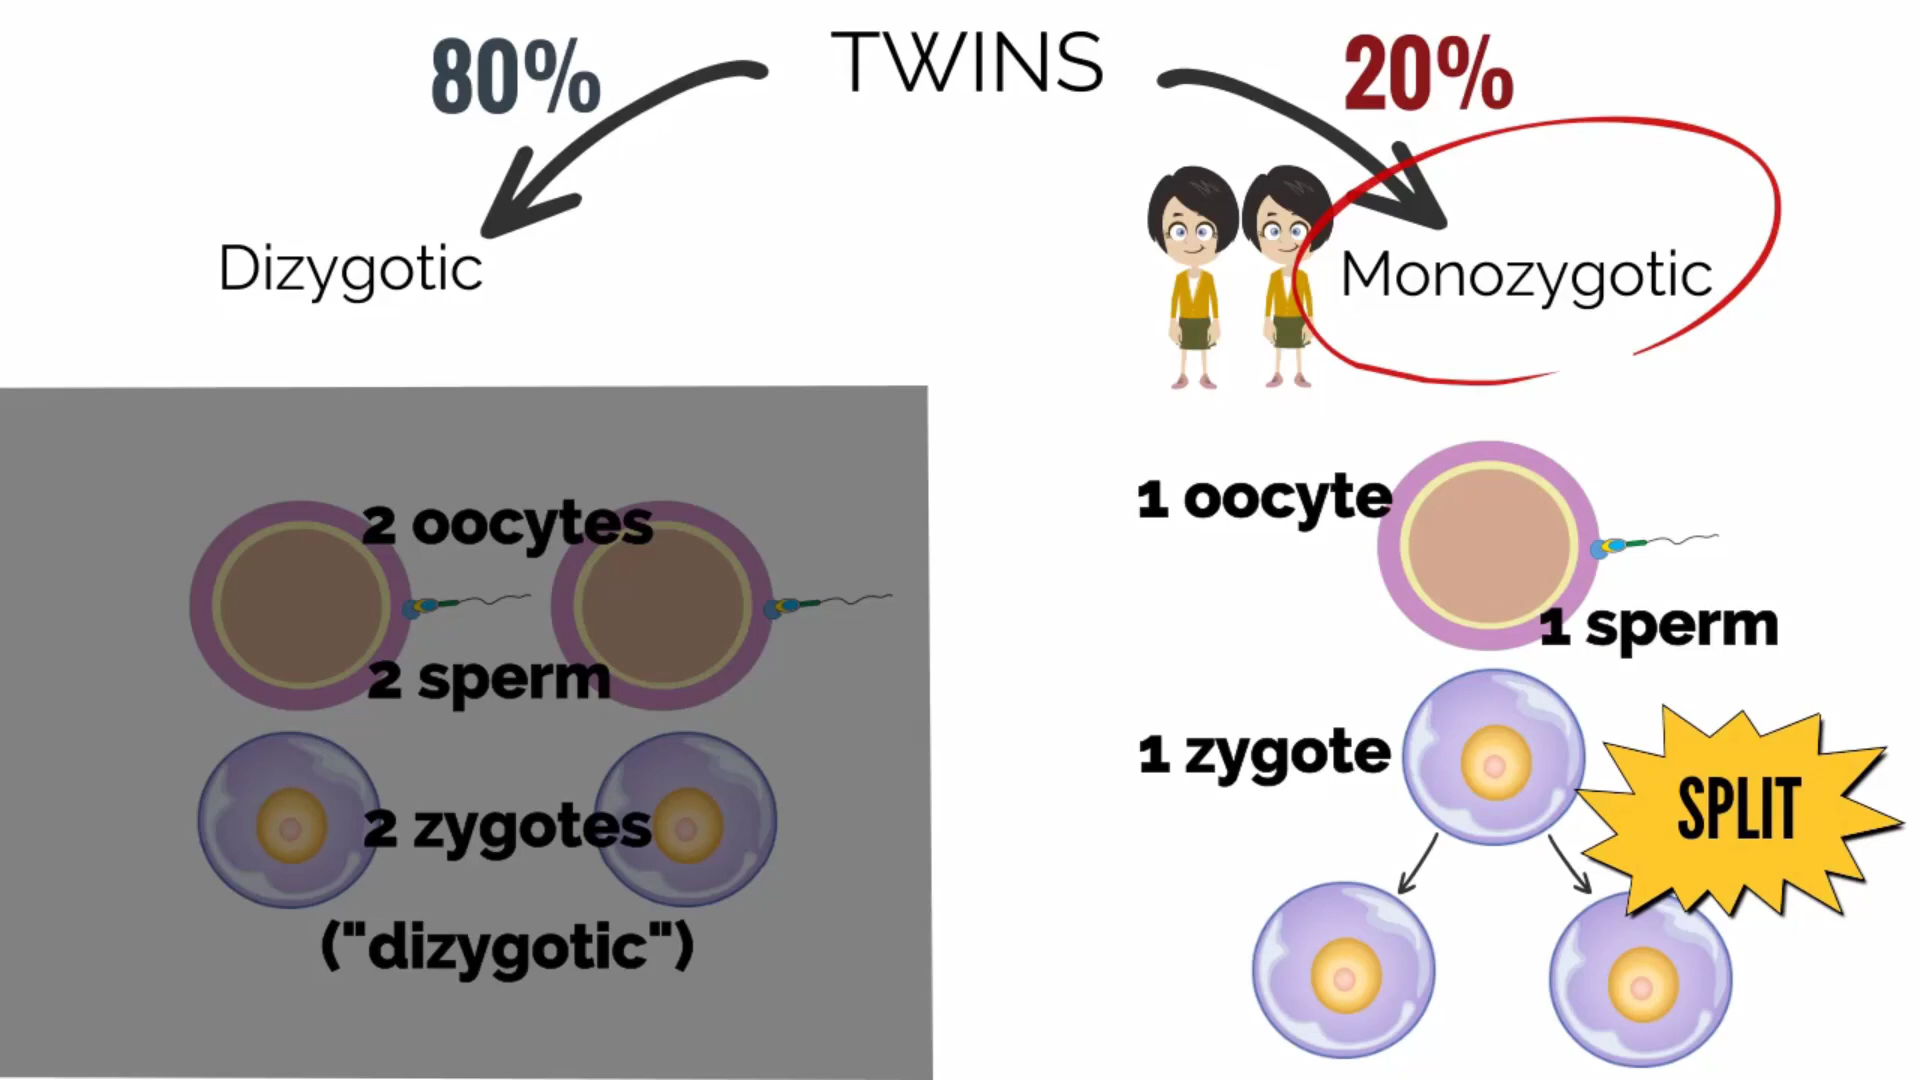 TWINS
80%
20%
Dizygotic
Monozygotic
2 oocytes
2 sperm
2 zygotes
("dizygotic")
1 oocyte
1 sperm
1 zygote
SPLIT